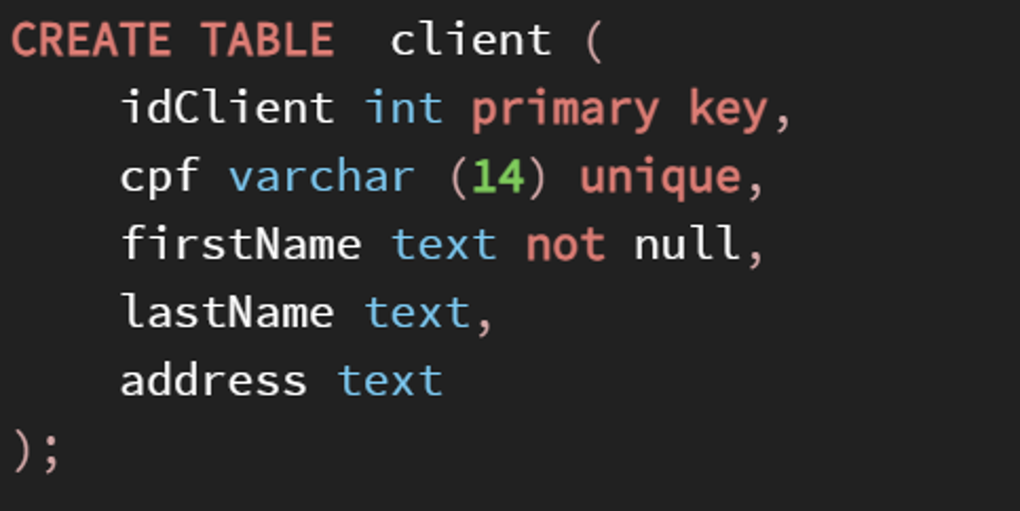 CREATE TABLE  client (
    idClient int primary key,
    cpf varchar (14) unique,
    firstName text not null,
    lastName text,
    address text
);